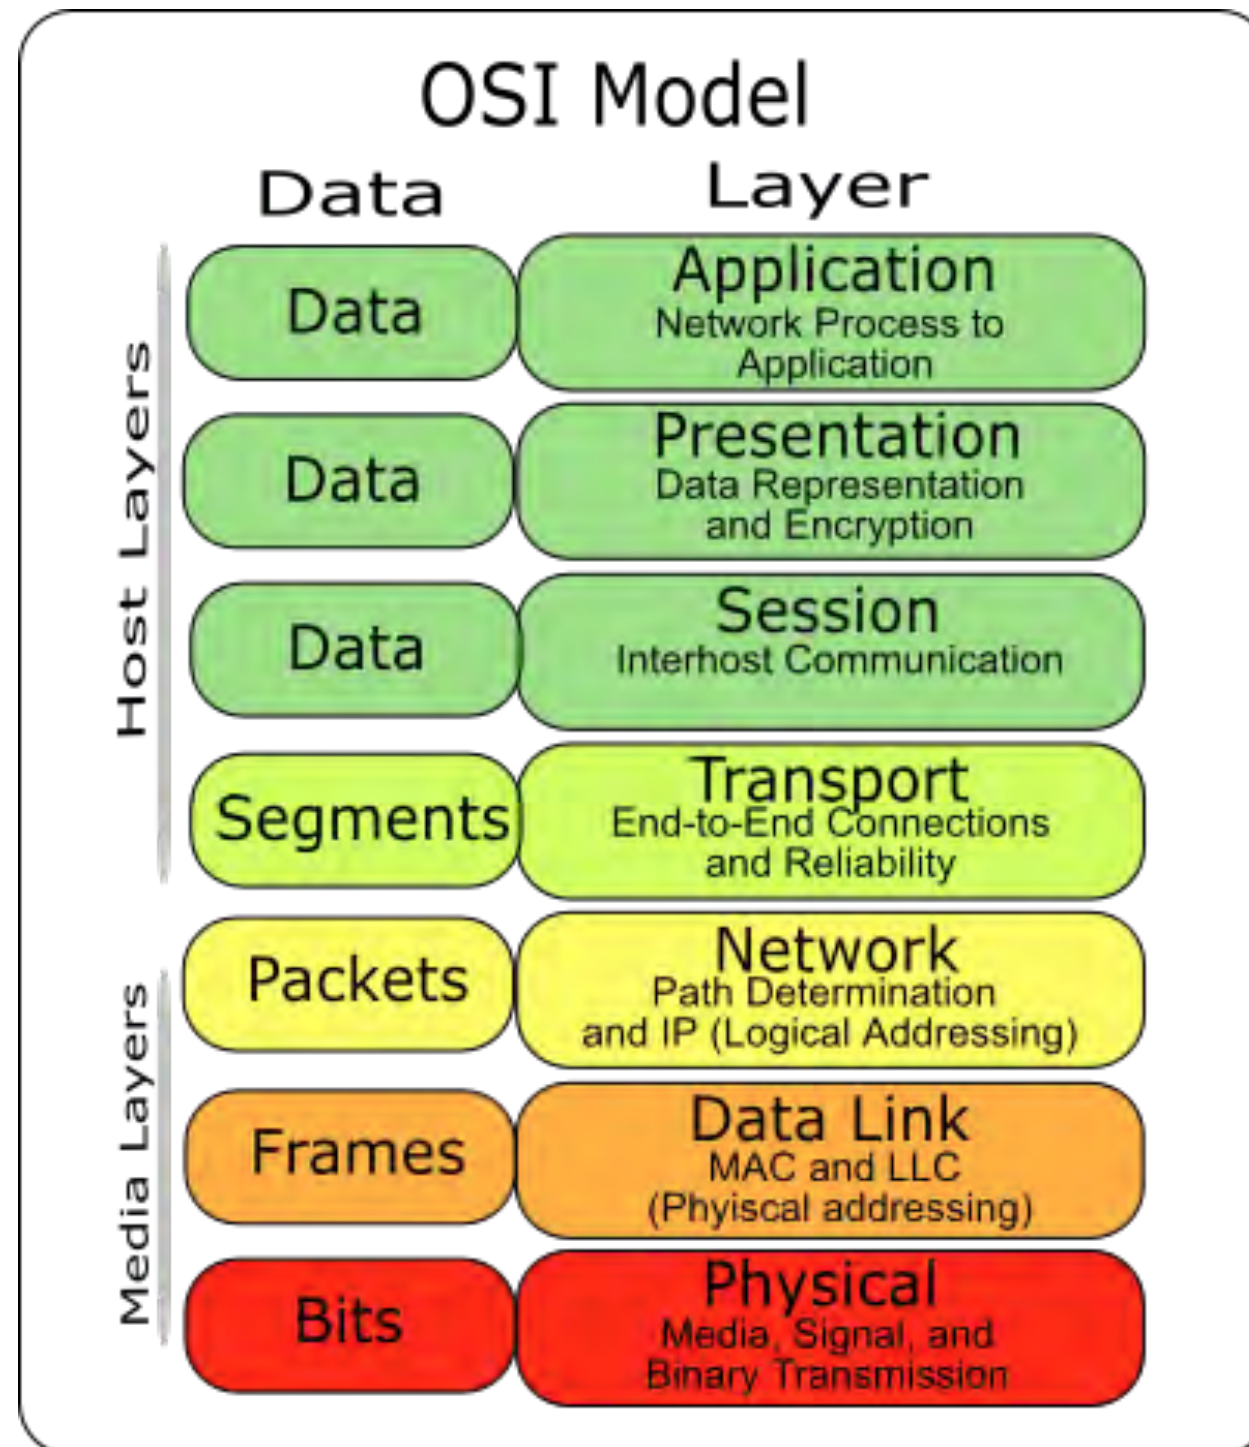 OSI Model
Data Layer
Host Layers
Data
Application
Network Process to
Application
Data
Presentation
Data Representation
and Encryption
Data
Session
Interhost Communication
Segments
Transport
End-to-End Connections
and Reliability
Media Layers
Packets
Network
Path Determination
and IP (Logical Addressing)
Frames
Data Link
MAC and LLC
(Phyiscal addressing)
Bits
Physical
Media, Signal, and
Binary Transmission